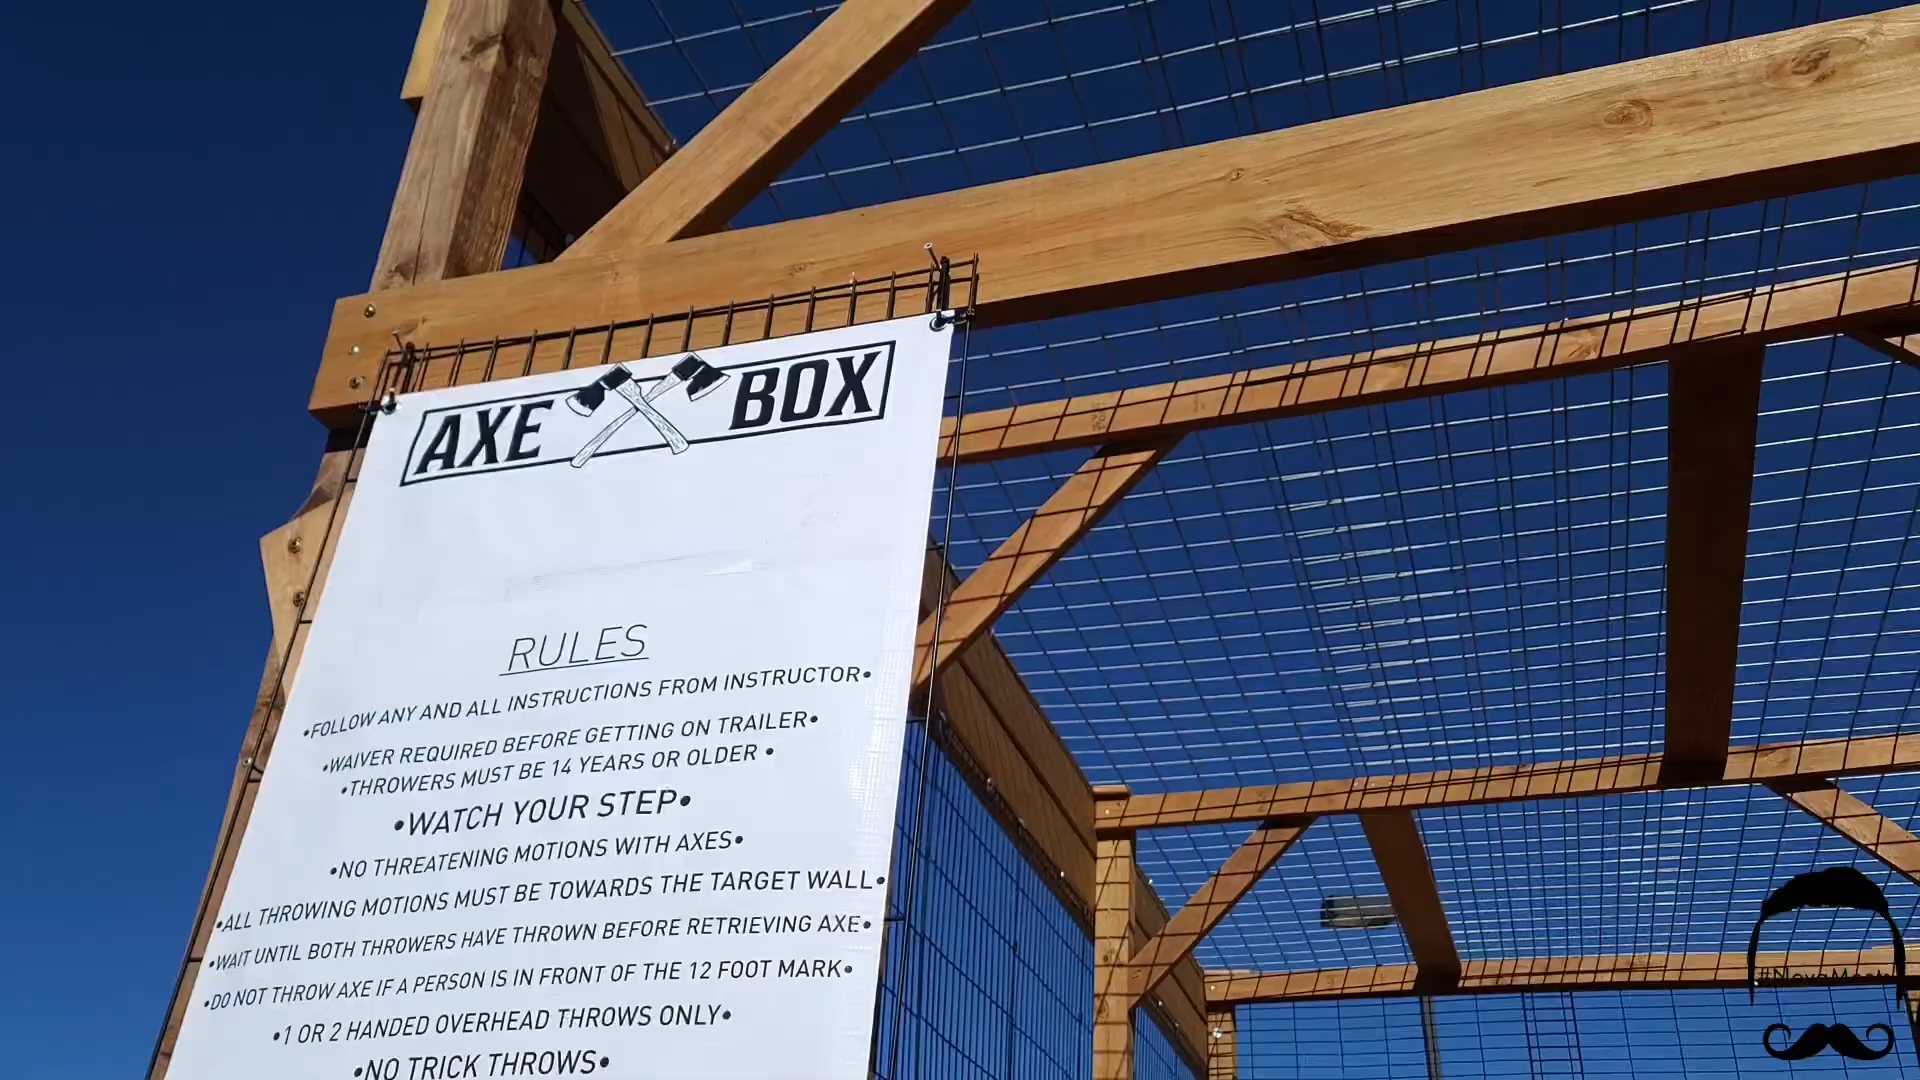 AXE BOX
RULES
•FOLLOW ANY AND ALL INSTRUCTIONS FROM INSTRUCTOR•
•WAIVER REQUIRED BEFORE GETTING ON TRAILER•
•THROWERS MUST BE 14 YEARS OR OLDER •
•WATCH YOUR STEP•
•NO THREATENING MOTIONS WITH AXES•
•ALL THROWING MOTIONS MUST BE TOWARDS THE TARGET WALL•
•WAIT UNTIL BOTH THROWERS HAVE THROWN BEFORE RETRIEVING AXE•
•DO NOT THROW AXE IF A PERSON IS IN FRONT OF THE 12 FOOT MARK•
•1 OR 2 HANDED OVERHEAD THROWS ONLY•
•NO TRICK THROWS•